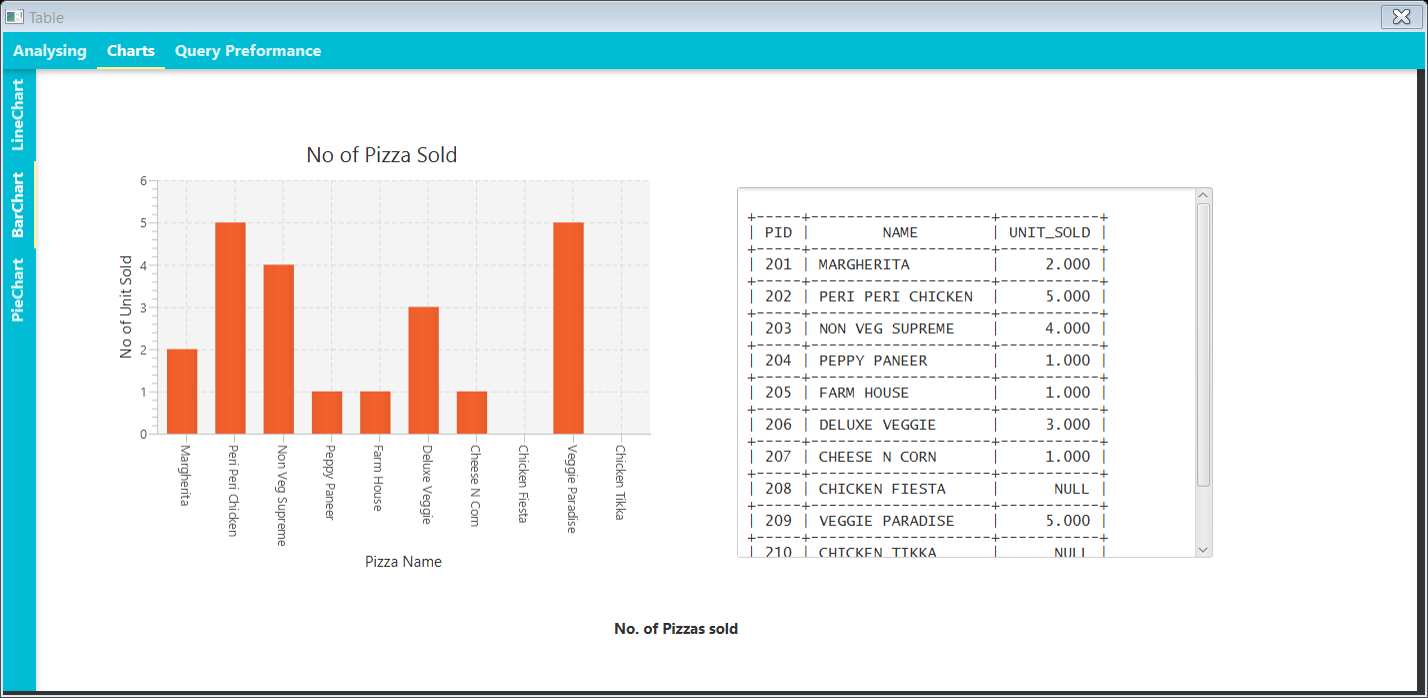 Table
Analysing Charts Query Preformance
LineChart
BarChart
PieChart
No of Pizza Sold
No of Unit Sold
6
5
4
3
2
1
0
Margherita
Peri Peri Chicken
Non Veg Supreme
Peppy Paneer
Farm House
Deluxe Veggie
Cheese N Corn
Chicken Fiesta
Veggie Paradise
Chicken Tikka
Pizza Name
+-----+--------------------+-----------+
| PID |        NAME        | UNIT_SOLD |
+-----+--------------------+-----------+
| 201 | MARGHERITA         |     2.000 |
+-----+--------------------+-----------+
| 202 | PERI PERI CHICKEN  |     5.000 |
+-----+--------------------+-----------+
| 203 | NON VEG SUPREME    |     4.000 |
+-----+--------------------+-----------+
| 204 | PEPPY PANEER       |     1.000 |
+-----+--------------------+-----------+
| 205 | FARM HOUSE         |     1.000 |
+-----+--------------------+-----------+
| 206 | DELUXE VEGGIE      |     3.000 |
+-----+--------------------+-----------+
| 207 | CHEESE N CORN      |     1.000 |
+-----+--------------------+-----------+
| 208 | CHICKEN FIESTA     |      NULL |
+-----+--------------------+-----------+
| 209 | VEGGIE PARADISE    |     5.000 |
+-----+--------------------+-----------+
| 210 | CHICKEN TIKKA      |      NULL |
No. of Pizzas sold